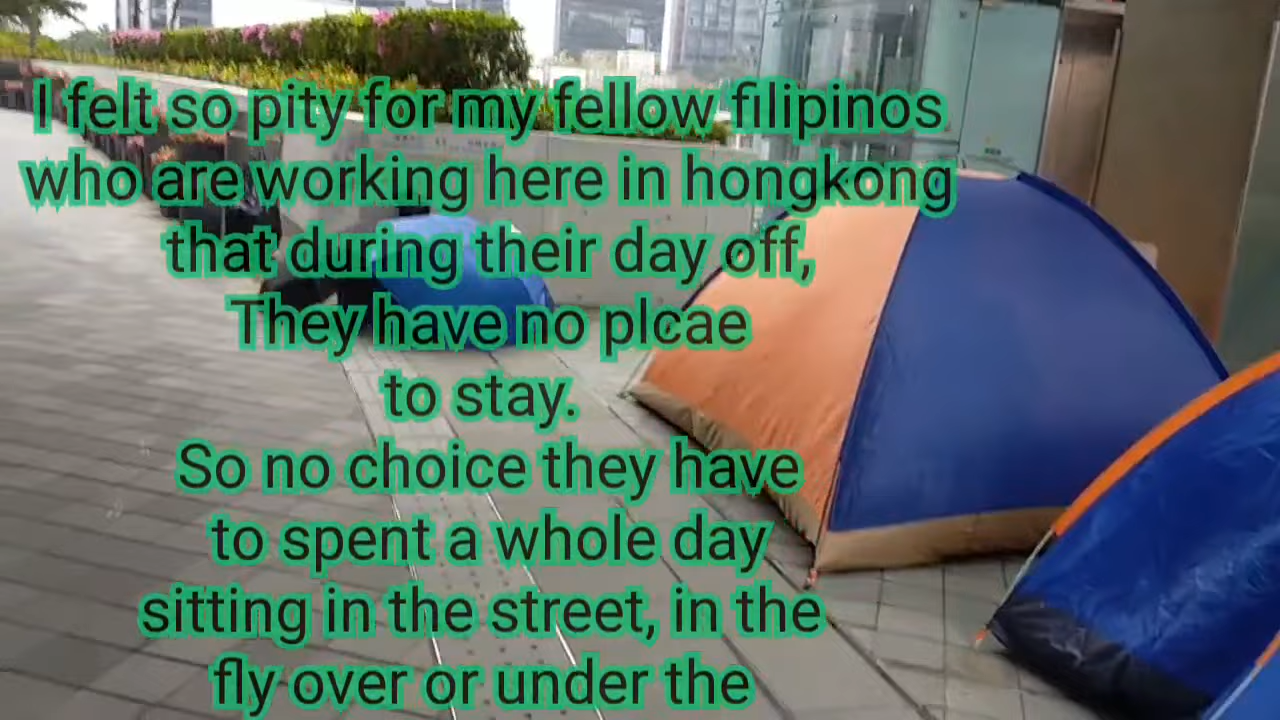 I felt so pity for my fellow filipinos
who are working here in hongkong
that during their day off,
They have no plcae
to stay.
So no choice they have
to spent a whole day
sitting in the street, in the
fly over or under the